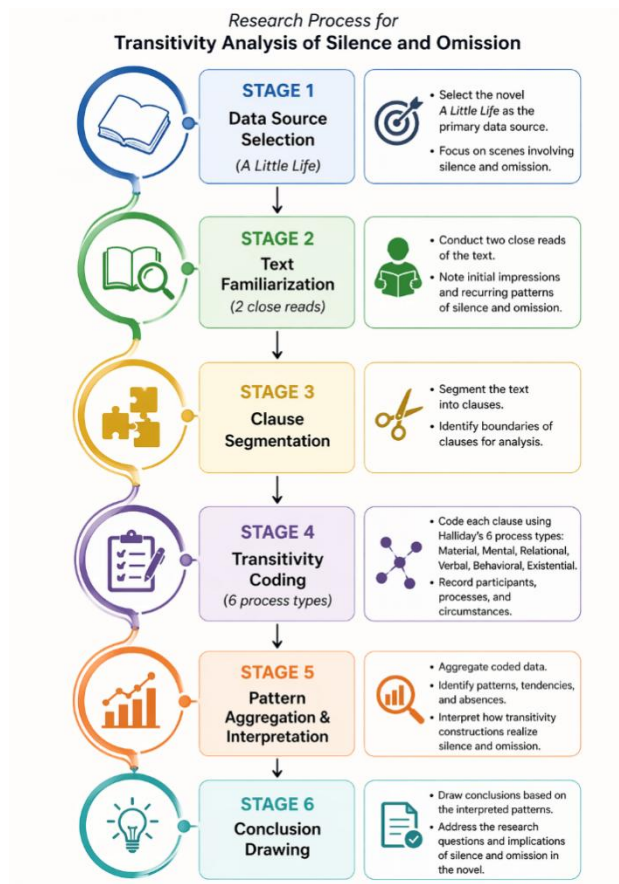 Research Process for
Transitivity Analysis of Silence and Omission
STAGE 1
Data Source
Selection
(A Little Life)
• Select the novel
A Little Life as the
primary data source.
• Focus on scenes involving
silence and omission.
STAGE 2
Text
Familiarization
(2 close reads)
• Conduct two close reads
of the text.
• Note initial impressions
and recurring patterns
of silence and omission.
STAGE 3
Clause
Segmentation
• Segment the text
into clauses.
• Identify boundaries of
clauses for analysis.
STAGE 4
Transitivity
Coding
(6 process types)
• Code each clause using
Halliday's 6 process types:
Material, Mental, Relational,
Verbal, Behavioral, Existential.
• Record participants,
processes, and
circumstances.
STAGE 5
Pattern
Aggregation &
Interpretation
• Aggregate coded data.
• Identify patterns, tendencies,
and absences.
• Interpret how transitivity
constructions realize
silence and omission.
STAGE 6
Conclusion
Drawing
• Draw conclusions based on
the interpreted patterns.
• Address the research
questions and implications
of silence and omission in
the novel.